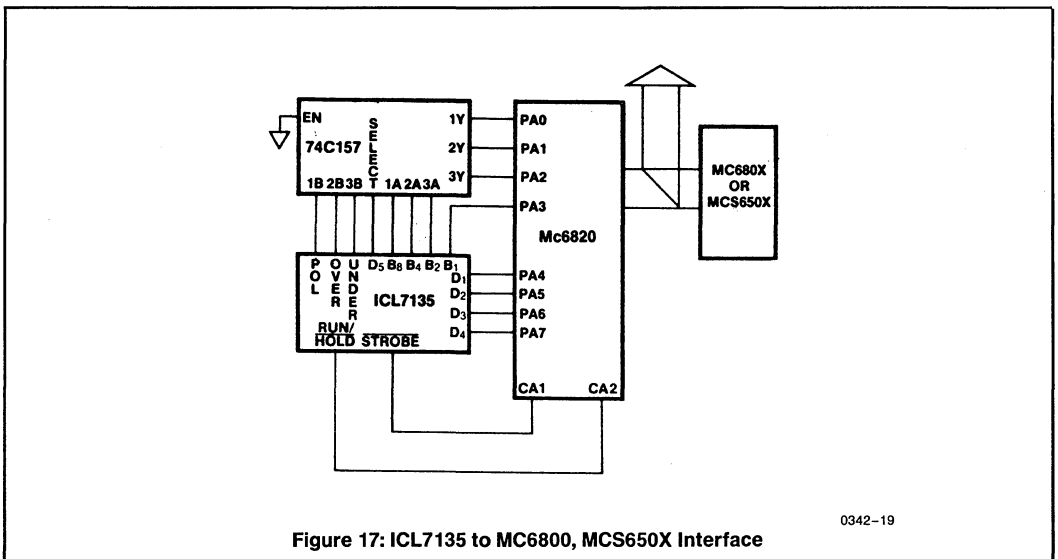 EN
SELECT
1Y
74C157
2Y
3Y
1B 2B 3B 1A 2A 3A
PA0
PA1
PA2
PA3
Mc6820
PA4
PA5
PA6
PA7
CA1 CA2
MC680X
OR
MCS650X
POL
OVER
UNDER
D5 B8 B4 B2 B1
D1
D2
D3
D4
ICL7135
RUN/
HOLD STROBE
0342-19
Figure 17: ICL7135 to MC6800, MCS650X Interface